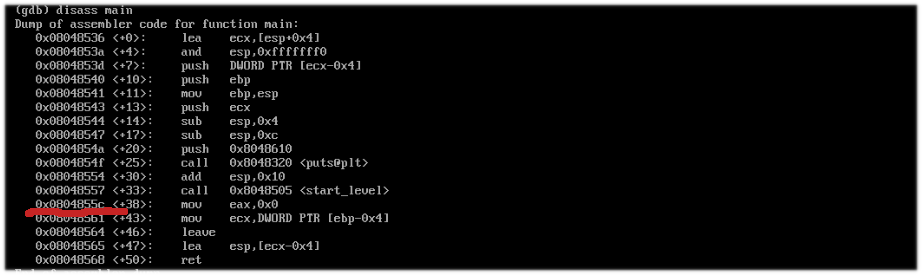 (gdb) disass main
Dump of assembler code for function main:
0x08048536 <+0>: lea ecx,[esp+0x4]
0x0804853a <+4>: and esp,0xfffffff0
0x0804853d <+7>: push DWORD PTR [ecx-0x4]
0x08048540 <+10>: push ebp
0x08048541 <+11>: mov ebp,esp
0x08048543 <+13>: push ecx
0x08048544 <+14>: sub esp,0x4
0x08048547 <+17>: sub esp,0xc
0x0804854a <+20>: push 0x8048610
0x0804854f <+25>: call 0x8048320 <puts@plt>
0x08048554 <+30>: add esp,0x10
0x08048557 <+33>: call 0x8048505 <start_level>
0x0804855c <+38>: mov eax,0x0
0x08048561 <+43>: mov ecx,DWORD PTR [ebp-0x4]
0x08048564 <+46>: leave
0x08048565 <+47>: lea esp,[ecx-0x4]
0x08048568 <+50>: ret